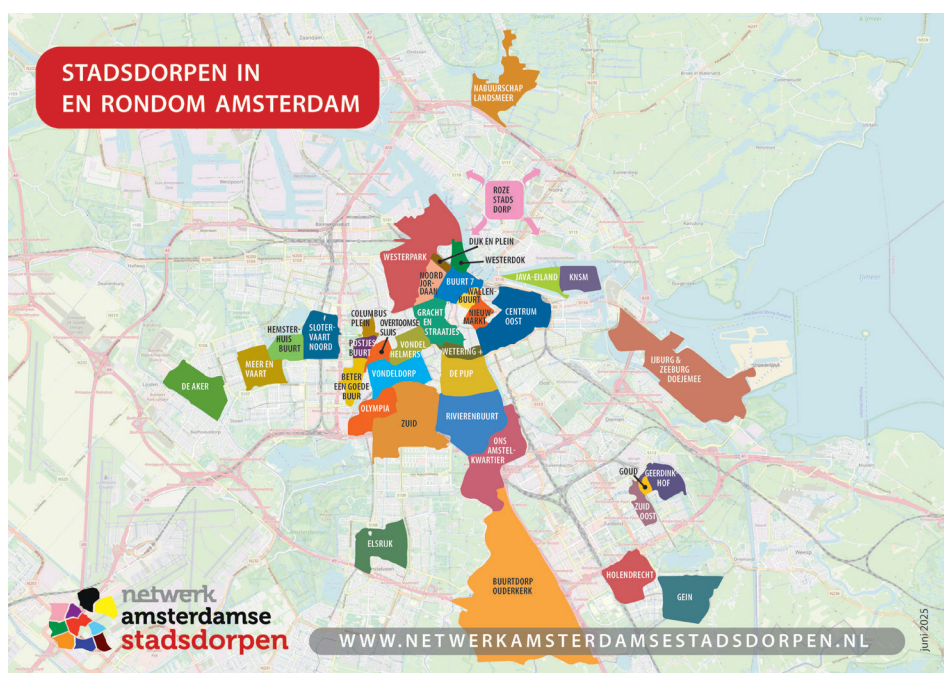 STADSDORPEN IN
EN RONDOM AMSTERDAM
NABUURSCHAP
LANDSMEER
ROZE
STADS
DORP
DIJK EN PLEIN
WESTERDOK
WESTERPARK
NOORD
JOR-
DAAN
BUURT 7
WALLEN-
BUURT
NIEUW-
MARKT
JAVA-EILAND
KNSM
CENTRUM
OOST
GRACHT
EN
STRAATJES
COLUMBUS
PLEIN
OVERTOOMSE
SLUIS
HEMSTER-
HUIS
BUURT
SLOTER-
VAART
NOORD
POSTJES
BUURT
VONDEL
HELMERS
WETERING +
MEER EN
VAART
DE AKER
BETER
EEN GOEDE
BUUR
VONDELDORP
DE PIJP
IJBURG &
ZEEBURG
DOEJEMEE
OLYMPIA
ZUID
RIVIERENBUURT
ONS
AMSTEL-
KWARTIER
GOUD
GEERDINK
HOF
ZUID
OOST
ELSRIJK
BUURTDORP
OUDERKERK
HOLENDRECHT
GEIN
netwerk
amsterdamse
stadsdorpen
WWW.NETWERKAMSTERDAMSESTADSDORPEN.NL
juni 2025